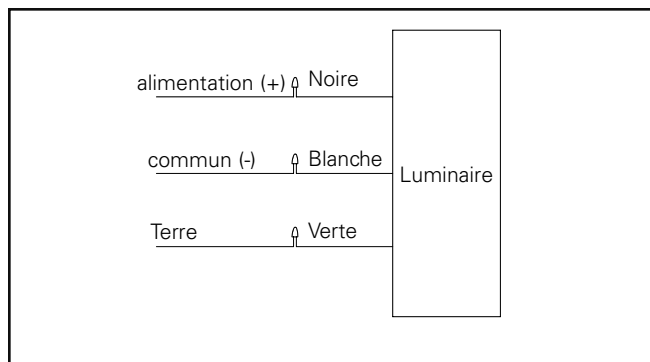 alimentation (+) Noire
commun (-) Blanche
Luminaire
Terre Verte